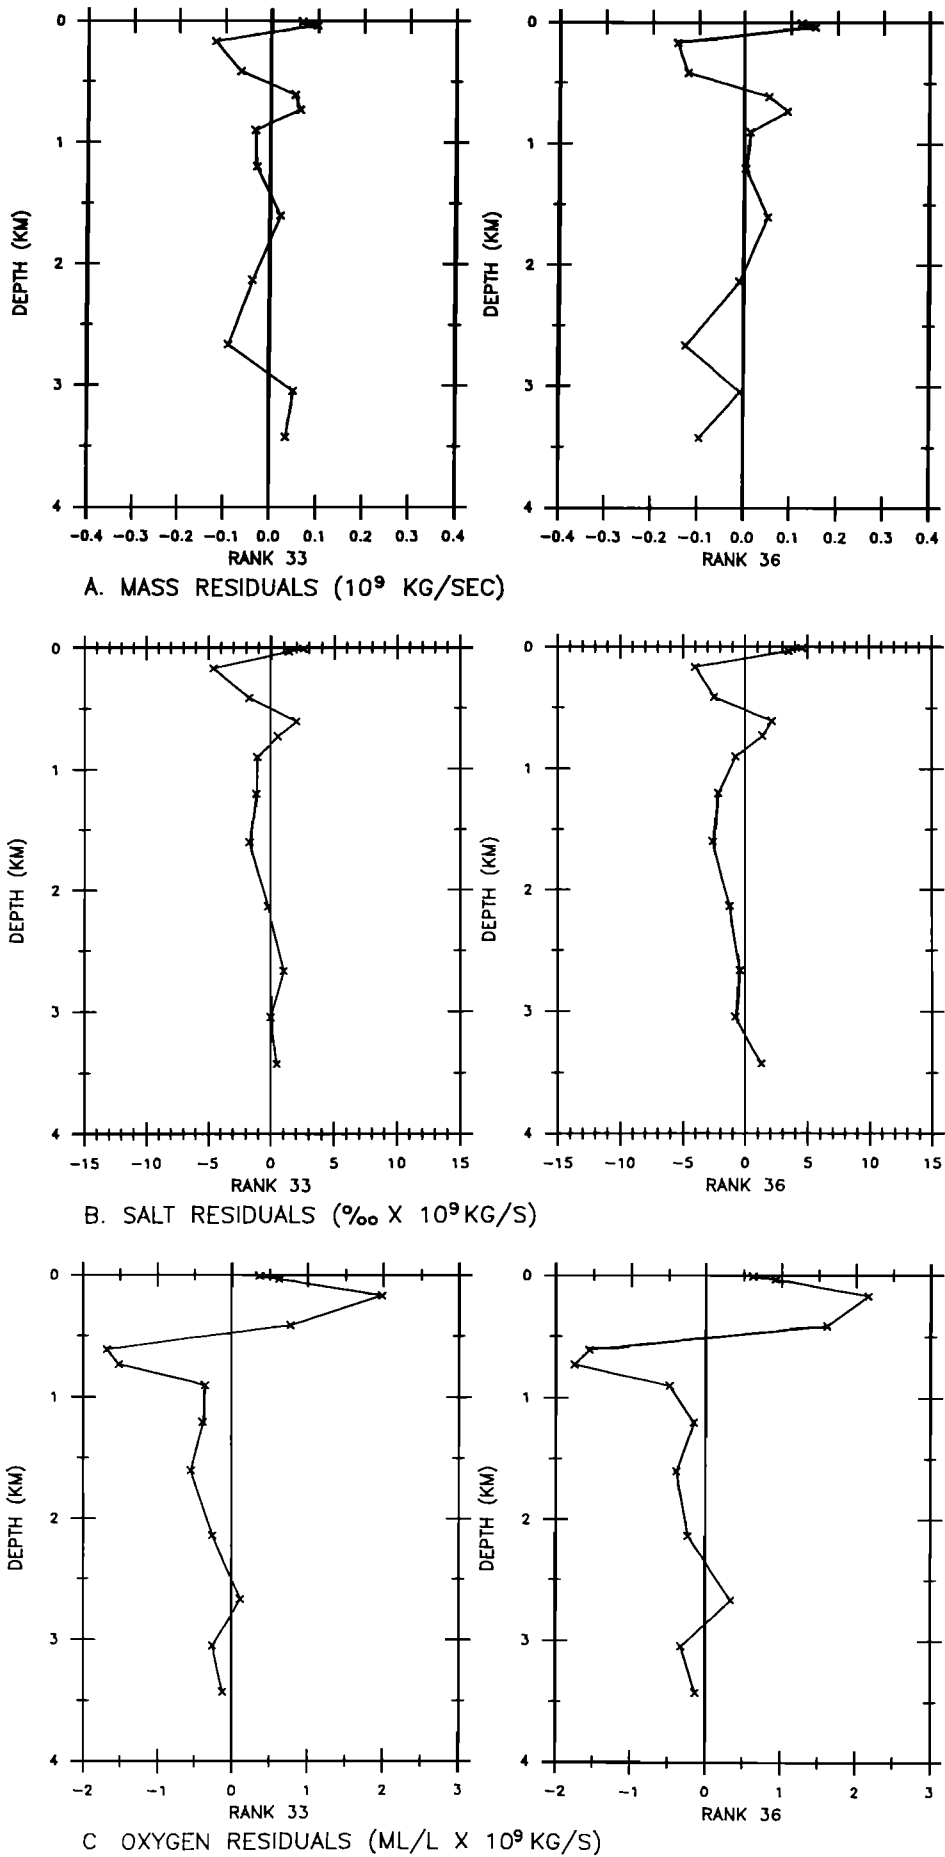 0
1
2
3
4
DEPTH (KM)
-0.4 -0.3 -0.2 -0.1 0.0 0.1 0.2 0.3 0.4
RANK 33
0
1
2
3
4
DEPTH (KM)
-0.4 -0.3 -0.2 -0.1 0.0 0.1 0.2 0.3 0.4
RANK 36
A. MASS RESIDUALS (10⁹ KG/SEC)
0
1
2
3
4
DEPTH (KM)
-15 -10 -5 0 5 10 15
RANK 33
0
1
2
3
4
DEPTH (KM)
-15 -10 -5 0 5 10 15
RANK 36
B. SALT RESIDUALS (‰ X 10⁹ KG/S)
0
1
2
3
4
DEPTH (KM)
-2 -1 0 1 2 3
RANK 33
0
1
2
3
4
DEPTH (KM)
-2 -1 0 1 2 3
RANK 36
C OXYGEN RESIDUALS (ML/L X 10⁹ KG/S)